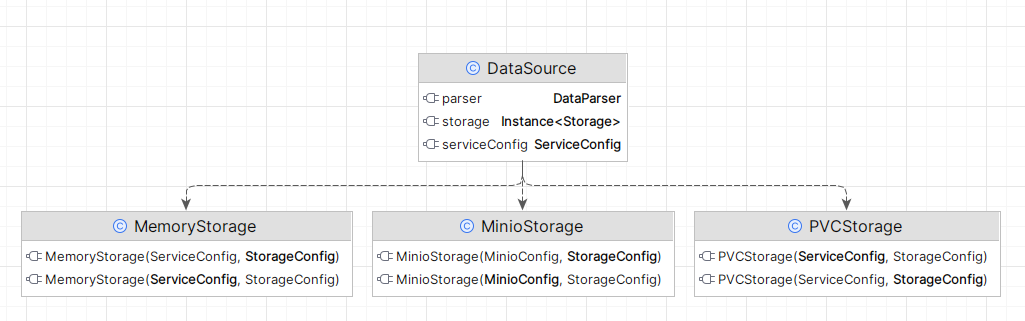 DataSource
parser DataParser
storage Instance<Storage>
serviceConfig ServiceConfig
MemoryStorage
MemoryStorage(ServiceConfig, StorageConfig)
MemoryStorage(ServiceConfig, StorageConfig)
MinioStorage
MinioStorage(MinioConfig, StorageConfig)
MinioStorage(MinioConfig, StorageConfig)
PVCStorage
PVCStorage(ServiceConfig, StorageConfig)
PVCStorage(ServiceConfig, StorageConfig)